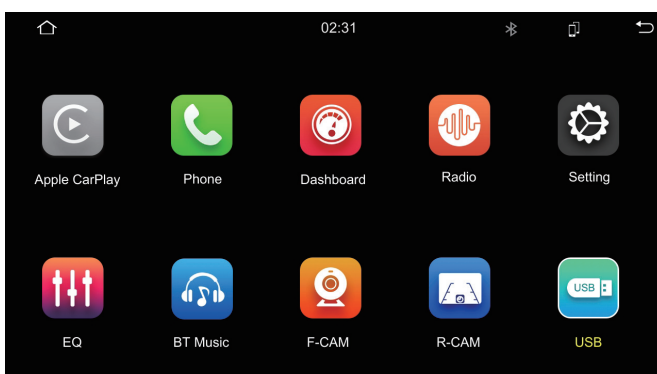 02:31
Apple CarPlay
Phone
Dashboard
Radio
Setting
USB
EQ
BT Music
F-CAM
R-CAM
USB